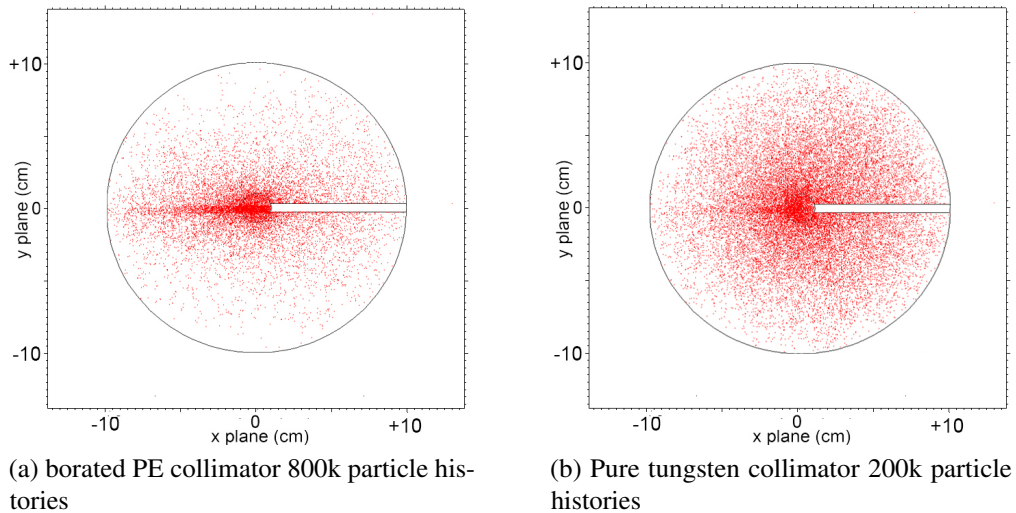 +10
0
-10
y plane (cm)
-10
0
+10
x plane (cm)
(a) borated PE collimator 800k particle his-
tories
+10
0
-10
y plane (cm)
-10
0
+10
x plane (cm)
(b) Pure tungsten collimator 200k particle
histories